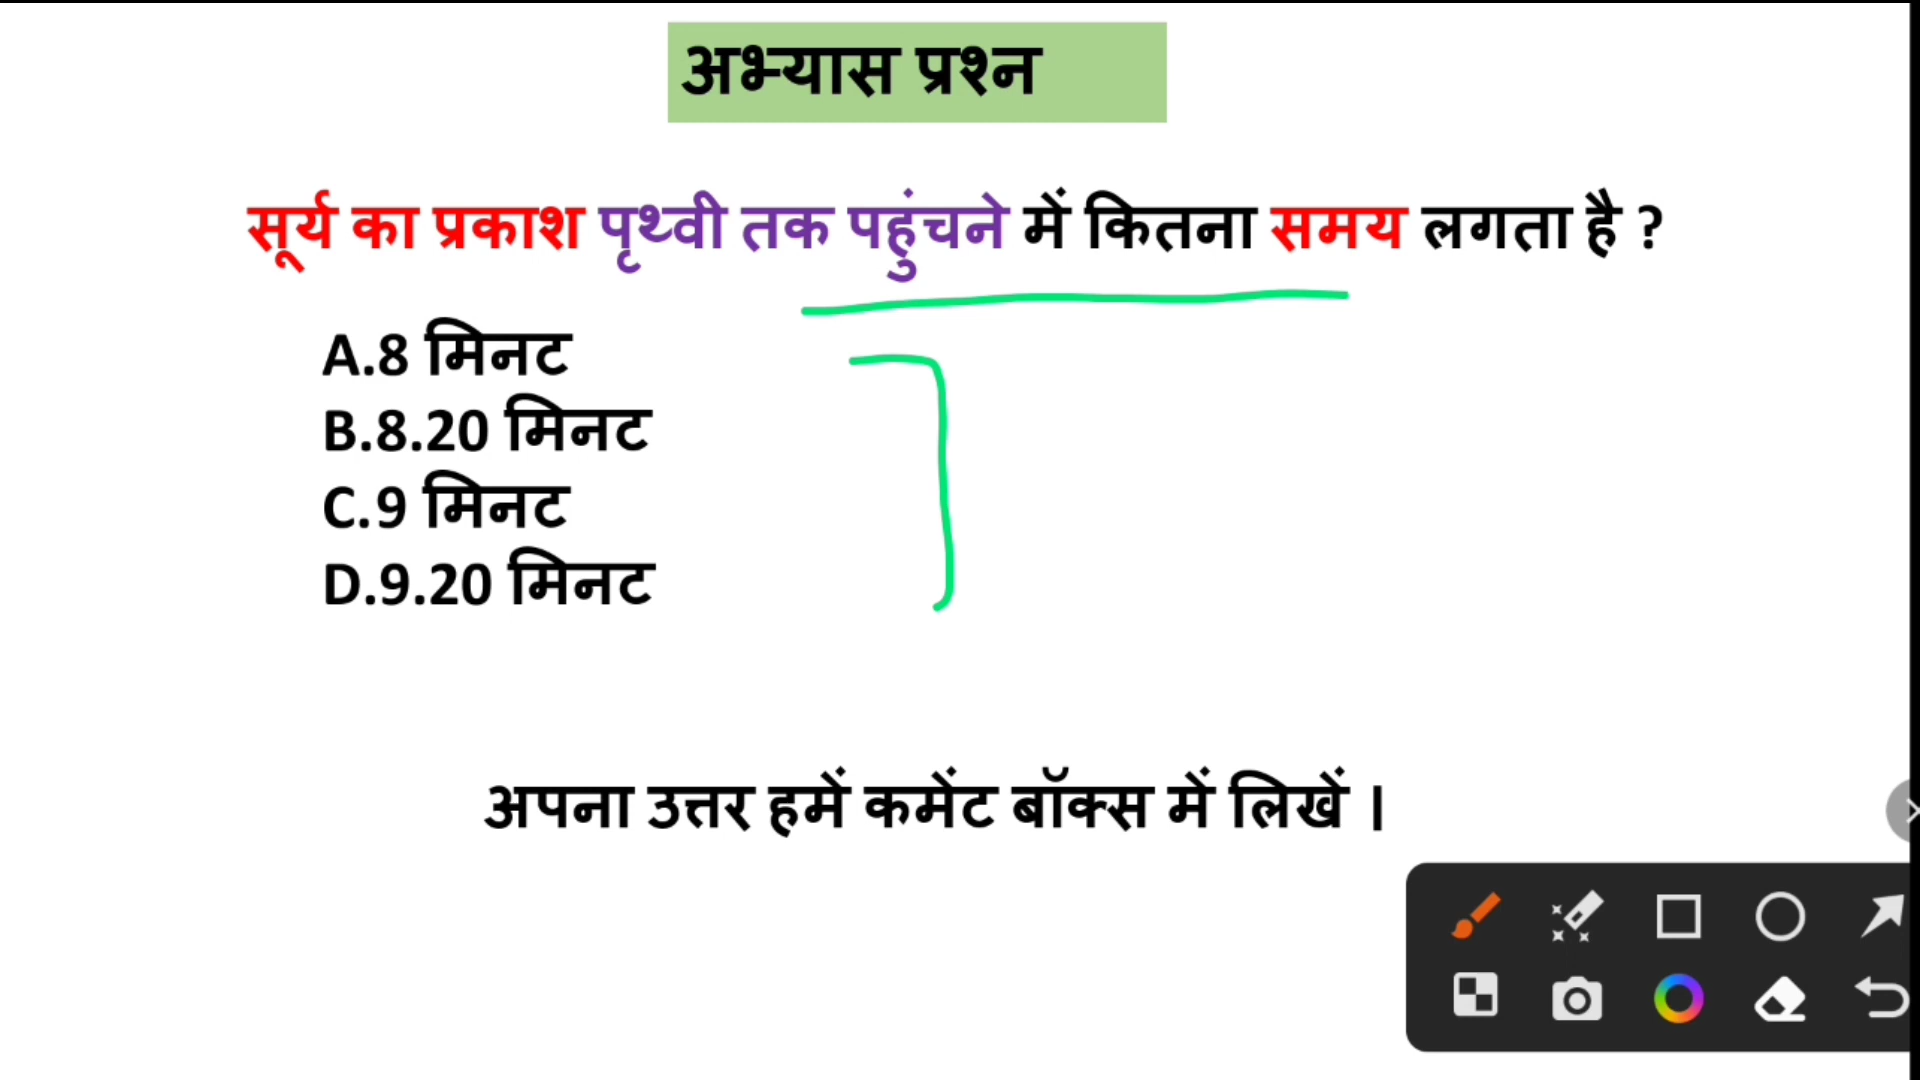 अभ्यास प्रश्न
सूर्य का प्रकाश पृथ्वी तक पहुंचने में कितना समय लगता है ?
A.8 मिनट
B.8.20 मिनट
C.9 मिनट
D.9.20 मिनट
अपना उत्तर हमें कमेंट बॉक्स में लिखें ।